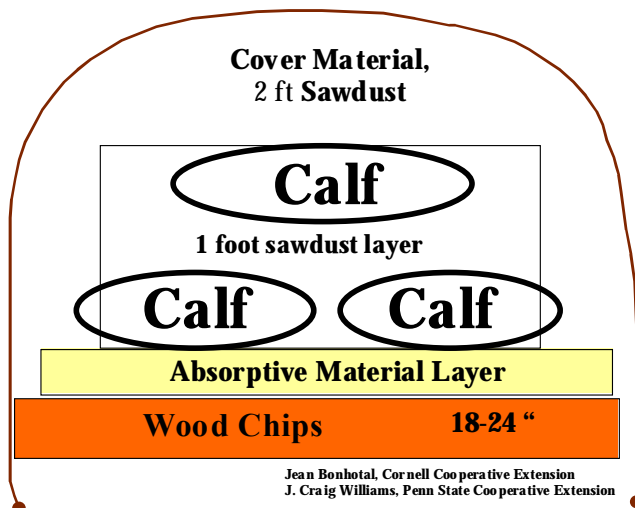 Cover Material,
2 ft Sawdust
Calf
1 foot sawdust layer
Calf Calf
Absorptive Material Layer
Wood Chips 18-24 “
Jean Bonhotal, Cornell Cooperative Extension
J. Craig Williams, Penn State Cooperative Extension